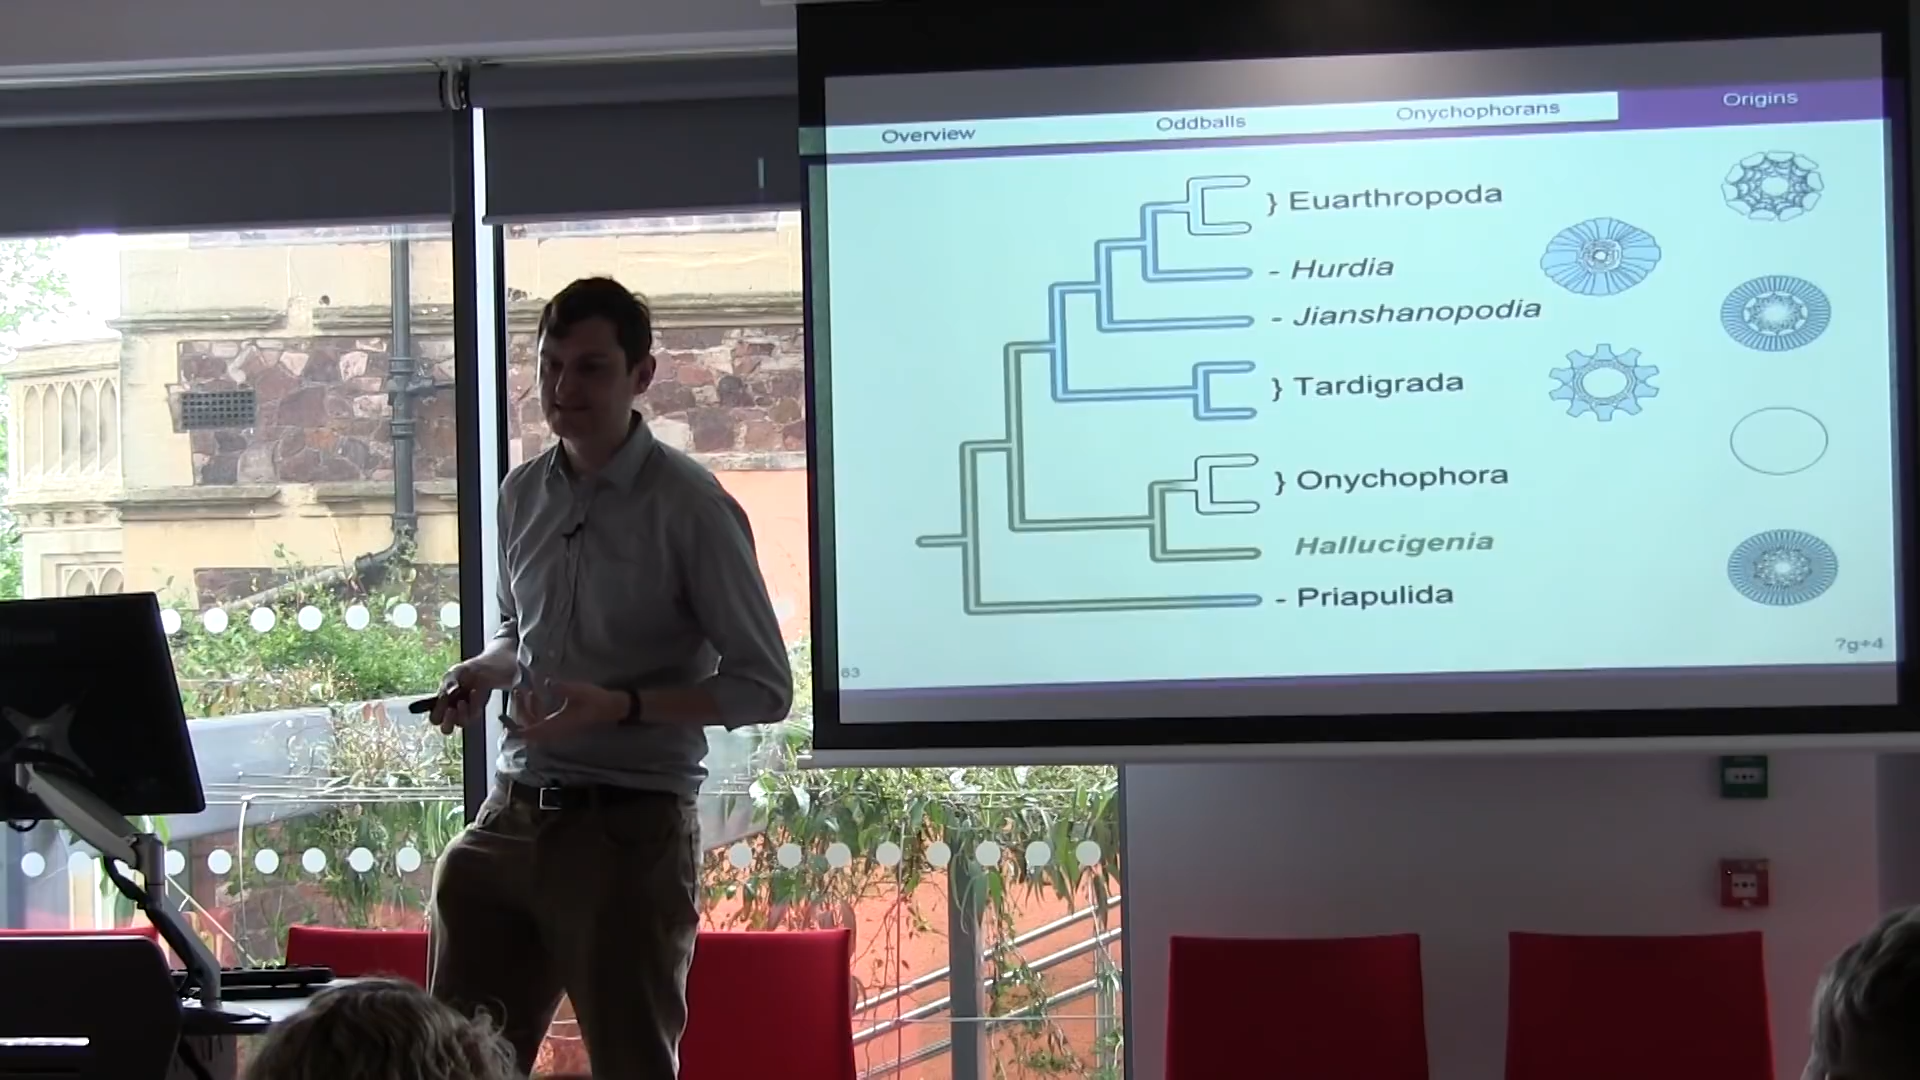 Overview Oddballs Onychophorans Origins
} Euarthropoda
- Hurdia
- Jianshanopodia
} Tardigrada
} Onychophora
Hallucigenia
- Priapulida
?g÷4
63